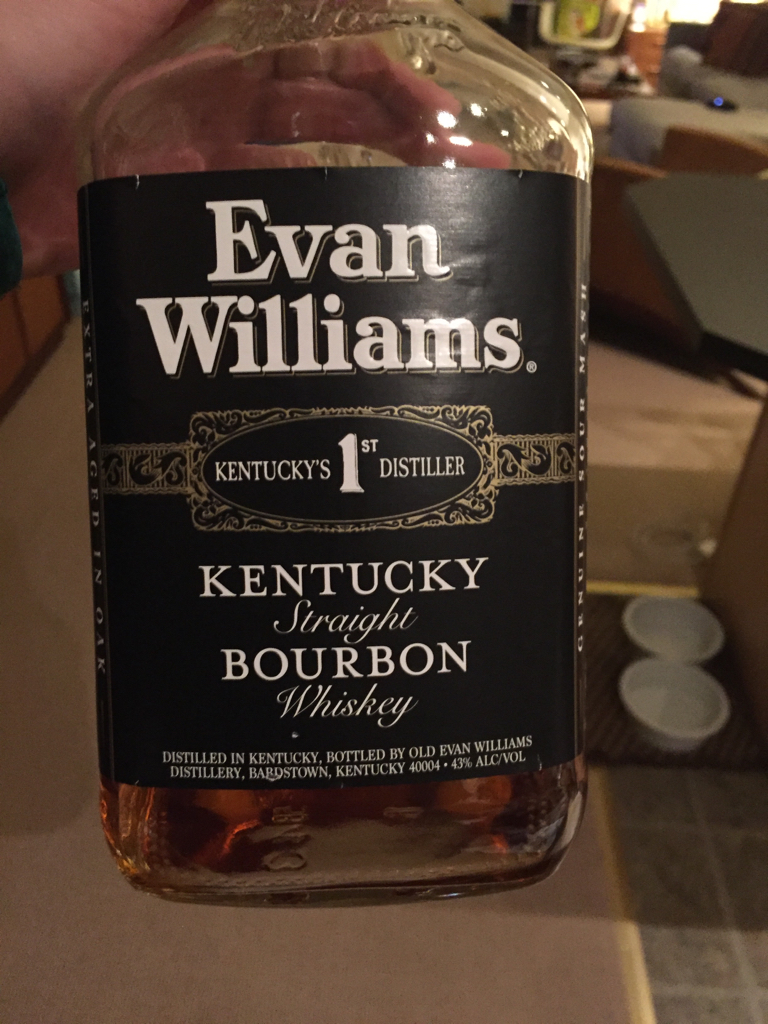 Evan
Williams®
KENTUCKY'S 1ST DISTILLER
KENTUCKY
Straight
BOURBON
Whiskey
DISTILLED IN KENTUCKY, BOTTLED BY OLD EVAN WILLIAMS
DISTILLERY, BARDSTOWN, KENTUCKY 40004 • 43% ALC/VOL
EXTRA AGED IN OAK
GENUINE SOUR MASH